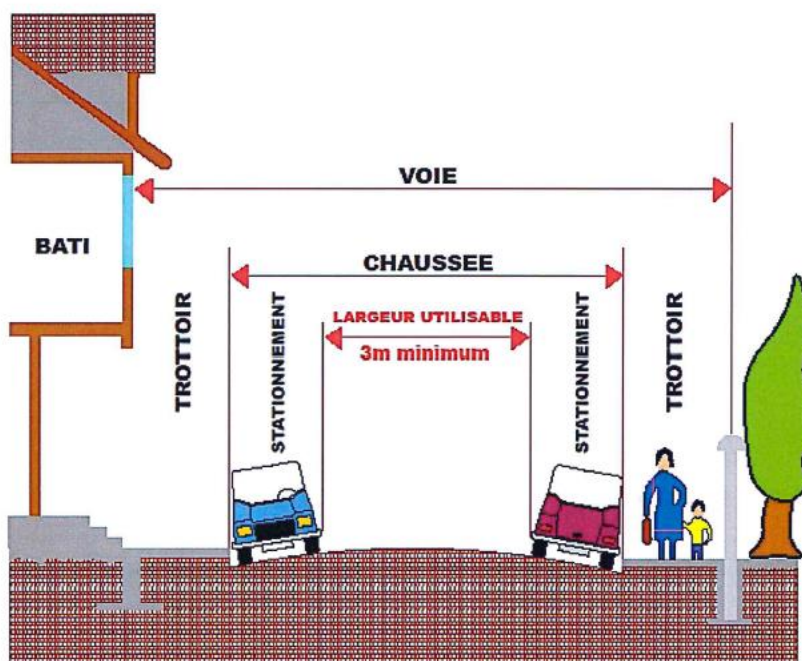 VOIE
BATI
CHAUSSEE
TROTTOIR
STATIONNEMENT
LARGEUR UTILISABLE
3m minimum
STATIONNEMENT
TROTTOIR